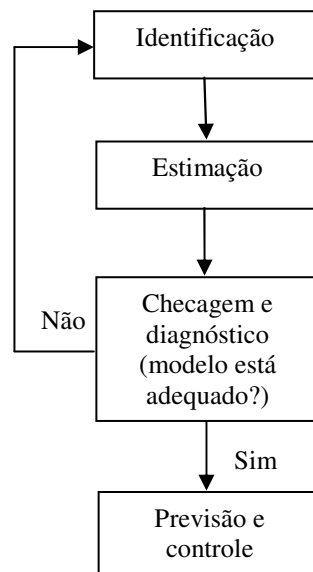 Identificação
Estimação
Checagem e
diagnóstico
(modelo está
adequado?)
Não
Sim
Previsão e
controle